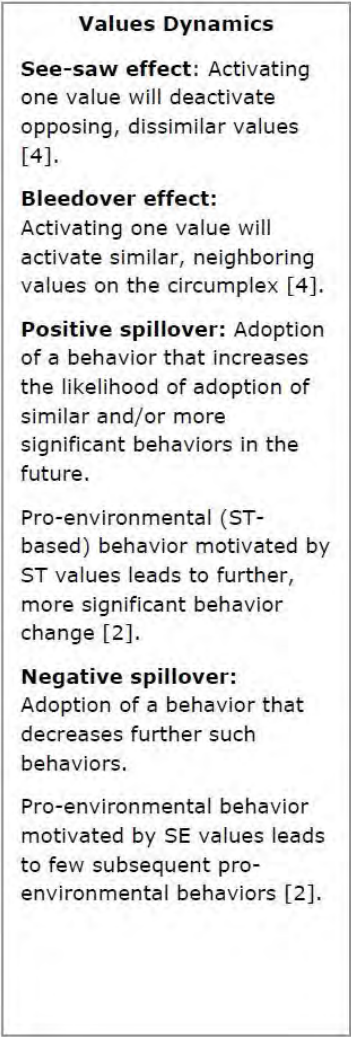 Values Dynamics
See-saw effect: Activating
one value will deactivate
opposing, dissimilar values
[4].
Bleedover effect:
Activating one value will
activate similar, neighboring
values on the circumplex [4].
Positive spillover: Adoption
of a behavior that increases
the likelihood of adoption of
similar and/or more
significant behaviors in the
future.
Pro-environmental (ST-
based) behavior motivated by
ST values leads to further,
more significant behavior
change [2].
Negative spillover:
Adoption of a behavior that
decreases further such
behaviors.
Pro-environmental behavior
motivated by SE values leads
to few subsequent pro-
environmental behaviors [2].